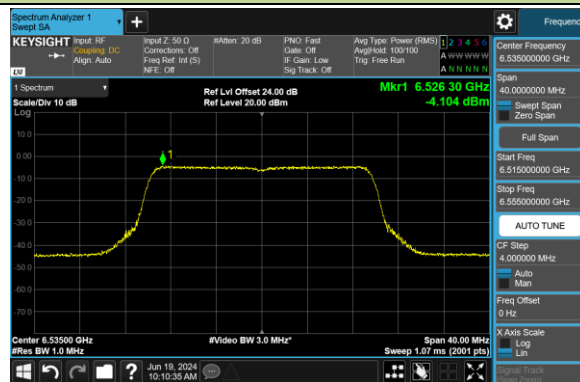 Spectrum Analyzer 1
Swept SA
Frequency
KEYSIGHT
Input: RF
Coupling: DC
Align: Auto
Input Z: 50 Ω
Corrections: Off
Freq Ref: Int (S)
NFE: Off
#Atten: 20 dB
PNO: Fast
Gate: Off
IF Gain: Low
Sig Track: Off
Avg Type: Power (RMS)
Avg|Hold: 100/100
Trig: Free Run
1 2 3 4 5 6
A W W W W W
A N N N N N
LXI
1 Spectrum
Scale/Div 10 dB
Log
Ref Lvl Offset 24.00 dB
Ref Level 20.00 dBm
Mkr1 6.526 30 GHz
-4.104 dBm
1
10.0
0.00
-10.0
-20.0
-30.0
-40.0
-50.0
-60.0
-70.0
Center 6.53500 GHz
#Res BW 1.0 MHz
#Video BW 3.0 MHz*
Span 40.00 MHz
Sweep 1.07 ms (2001 pts)
Center Frequency
6.535000000 GHz
Span
40.0000000 MHz
Swept Span
Zero Span
Full Span
Start Freq
6.515000000 GHz
Stop Freq
6.555000000 GHz
AUTO TUNE
CF Step
4.000000 MHz
Auto
Man
Freq Offset
0 Hz
X Axis Scale
Log
Lin
Signal Track
(Span Zoom)
Jun 19, 2024
10:10:35 AM
?